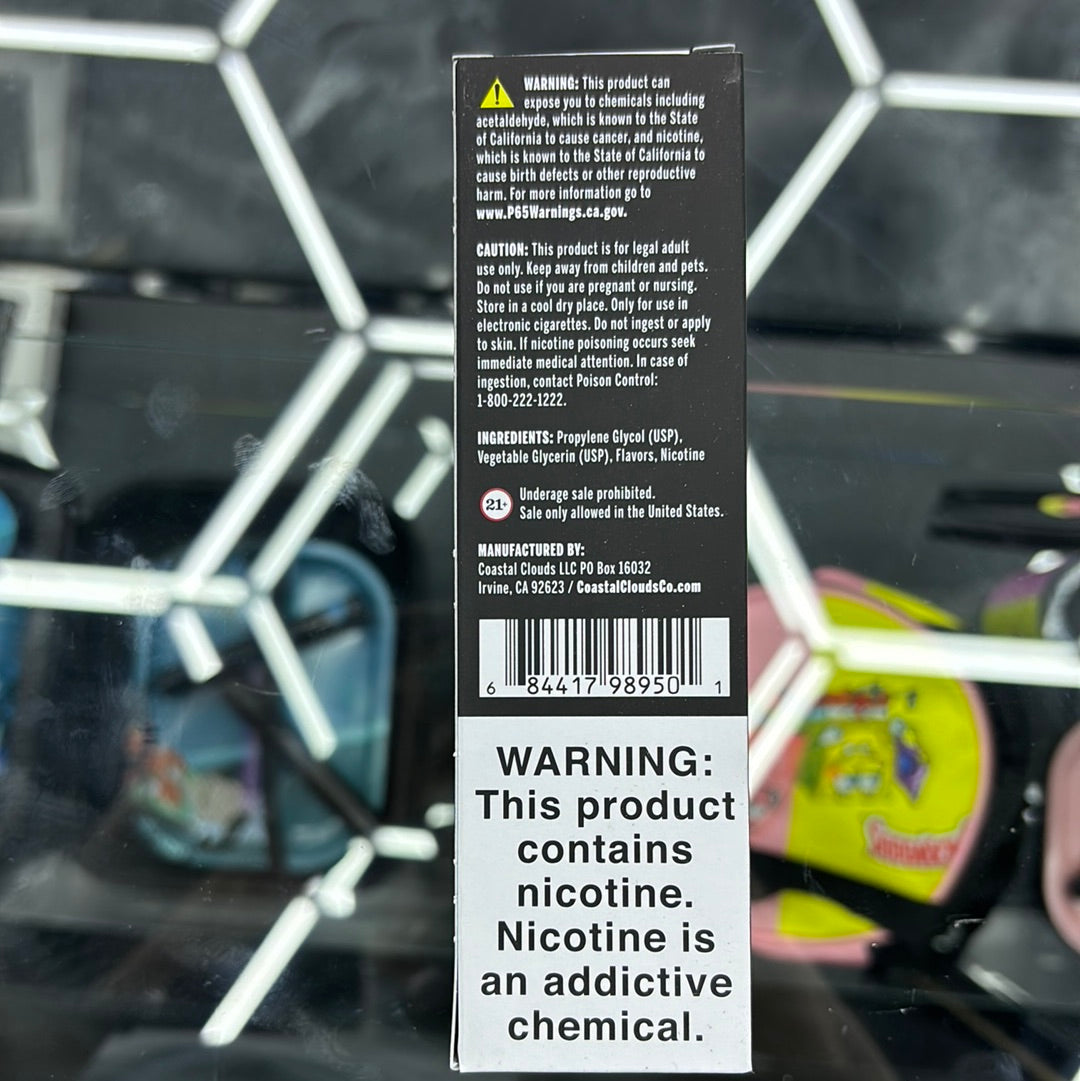 WARNING: This product can
expose you to chemicals including
acetaldehyde, which is known to the State
of California to cause cancer, and nicotine,
which is known to the State of California to
cause birth defects or other reproductive
harm. For more information go to
www.P65Warnings.ca.gov.
CAUTION: This product is for legal adult
use only. Keep away from children and pets.
Do not use if you are pregnant or nursing.
Store in a cool dry place. Only for use in
electronic cigarettes. Do not ingest or apply
to skin. If nicotine poisoning occurs seek
immediate medical attention. In case of
ingestion, contact Poison Control:
1-800-222-1222.
INGREDIENTS: Propylene Glycol (USP),
Vegetable Glycerin (USP), Flavors, Nicotine
21+
Underage sale prohibited.
Sale only allowed in the United States.
MANUFACTURED BY:
Coastal Clouds LLC PO Box 16032
Irvine, CA 92623 / CoastalCloudsCo.com
6 84417 98950 1
WARNING:
This product
contains
nicotine.
Nicotine is
an addictive
chemical.